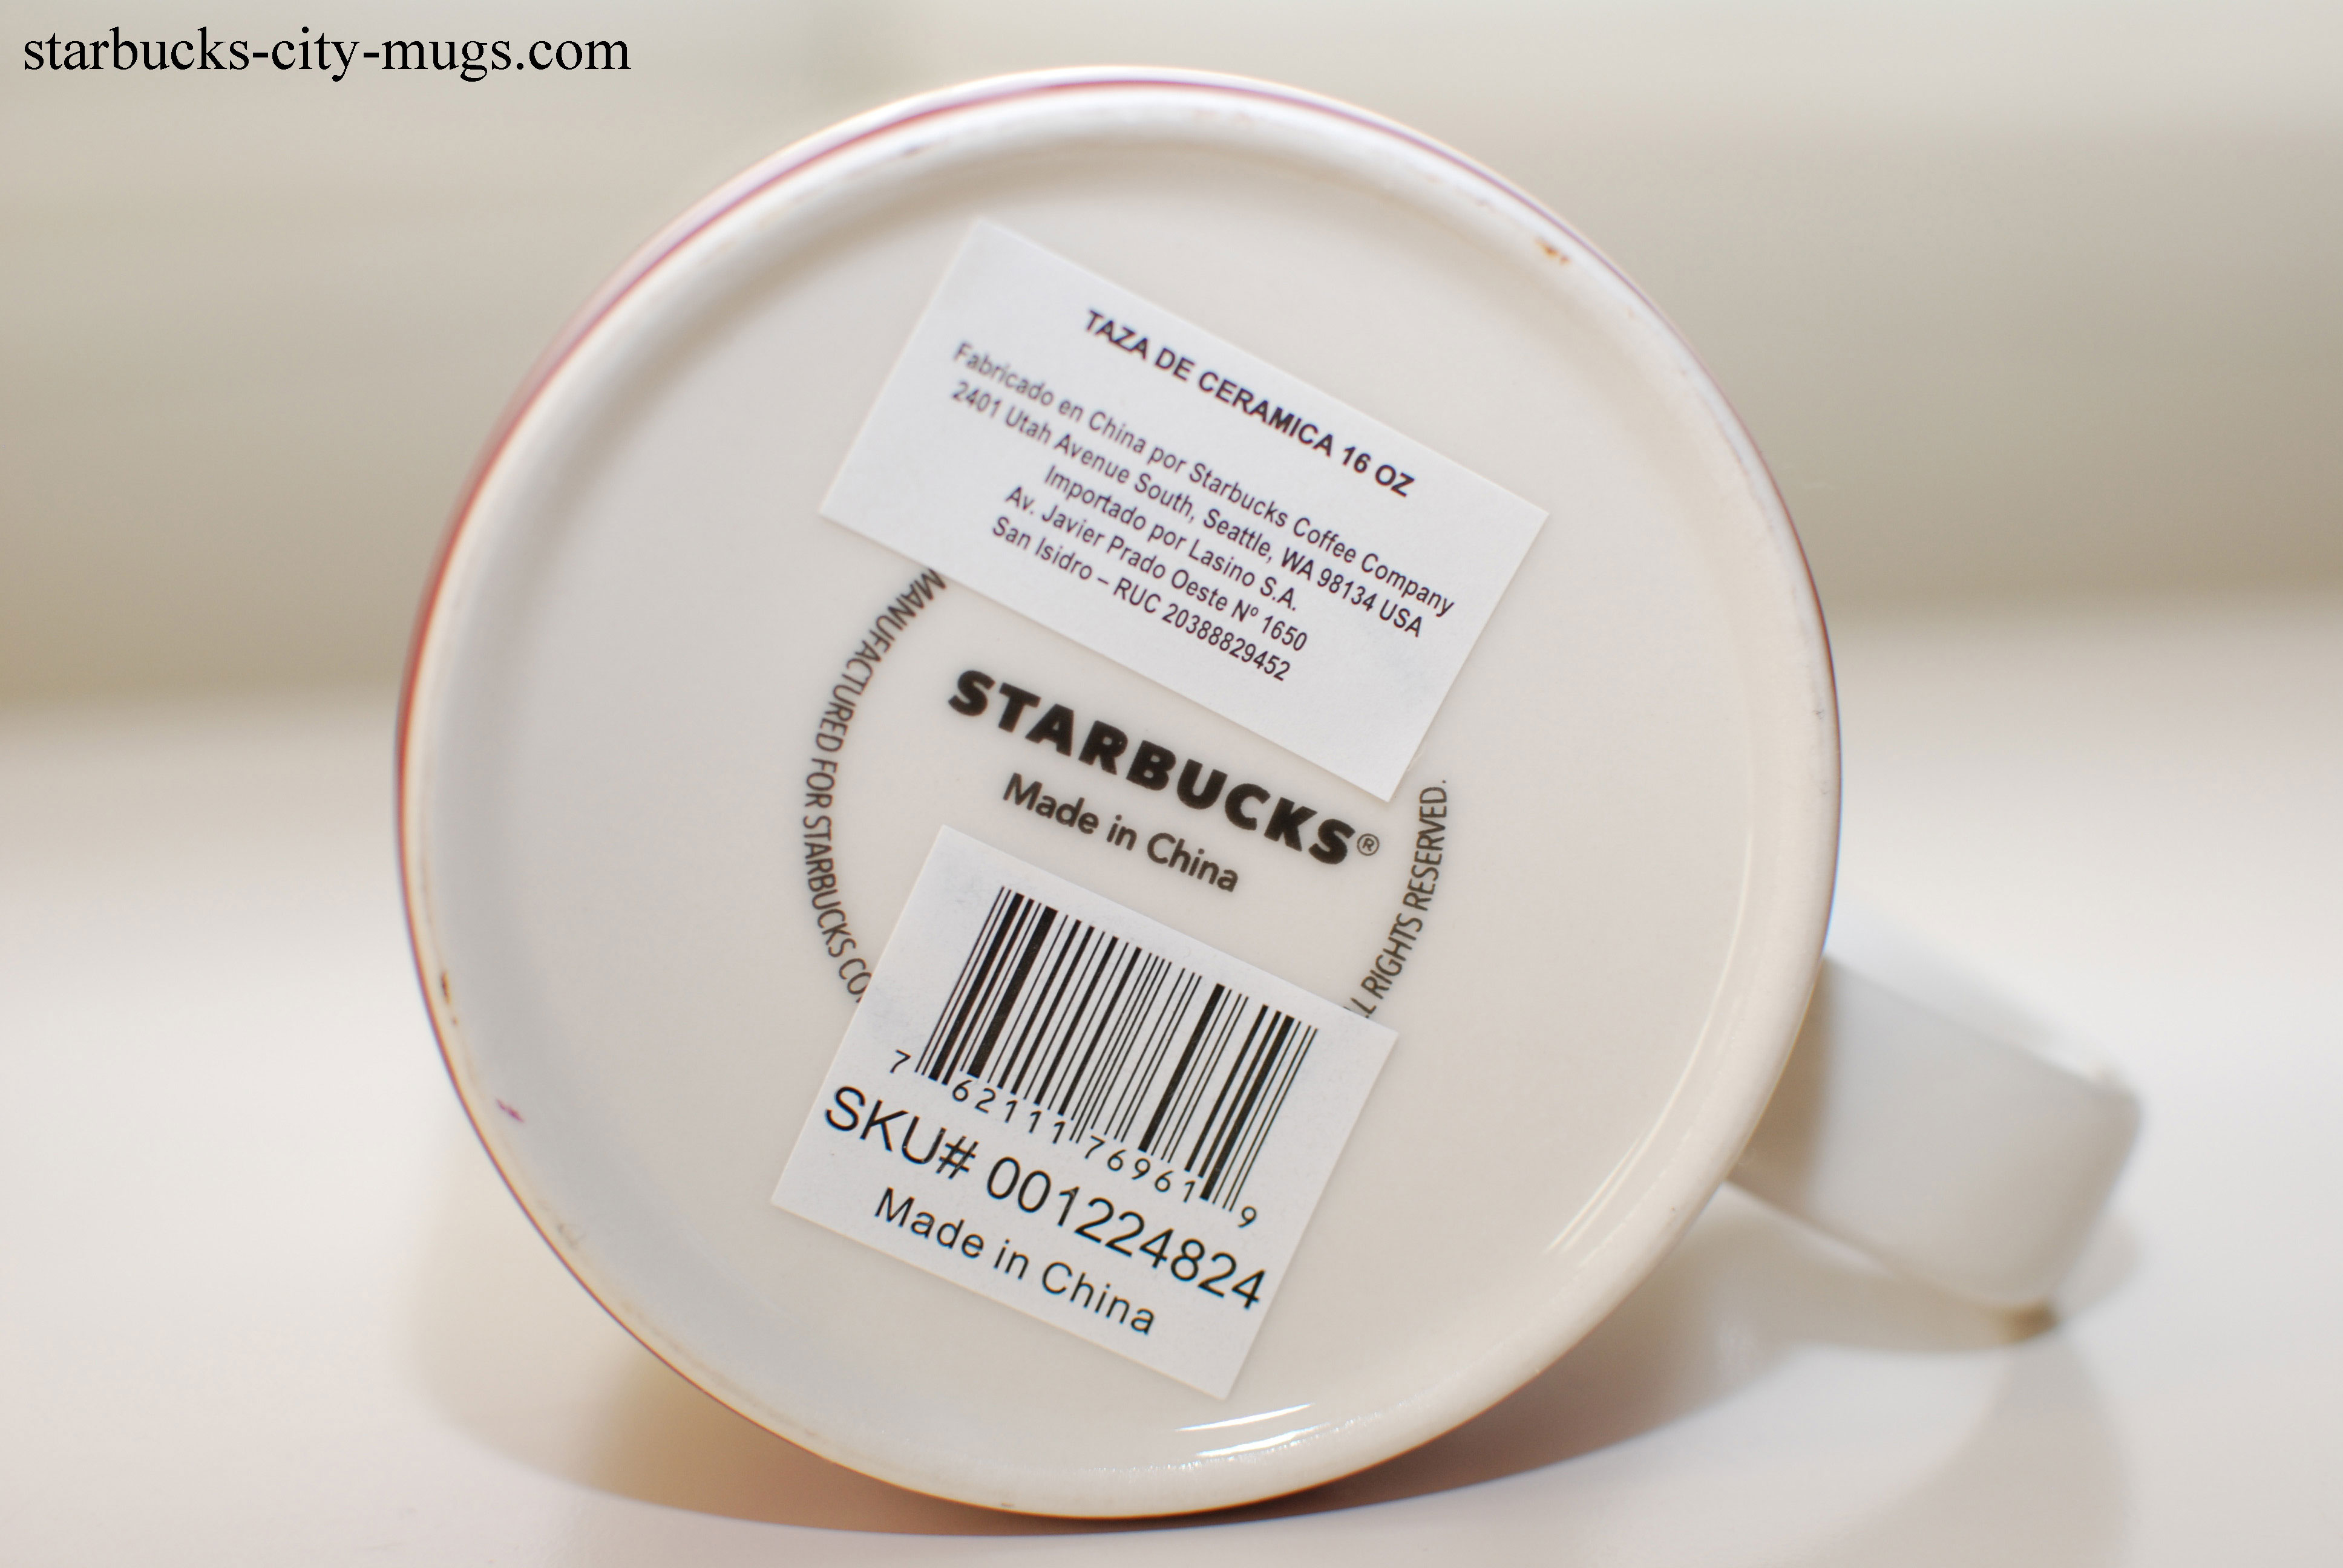 starbucks-city-mugs.com
TAZA DE CERAMICA 16 OZ
Fabricado en China por Starbucks Coffee Company
2401 Utah Avenue South, Seattle, WA 98134 USA
Importado por Lasino S.A.
Av. Javier Prado Oeste Nº 1650
San Isidro – RUC 20388829452
MANUFACTURED FOR STARBUCKS
STARBUCKS®
Made in China
RIGHTS RESERVED.
7 62111 76961 9
SKU# 001224824
Made in China